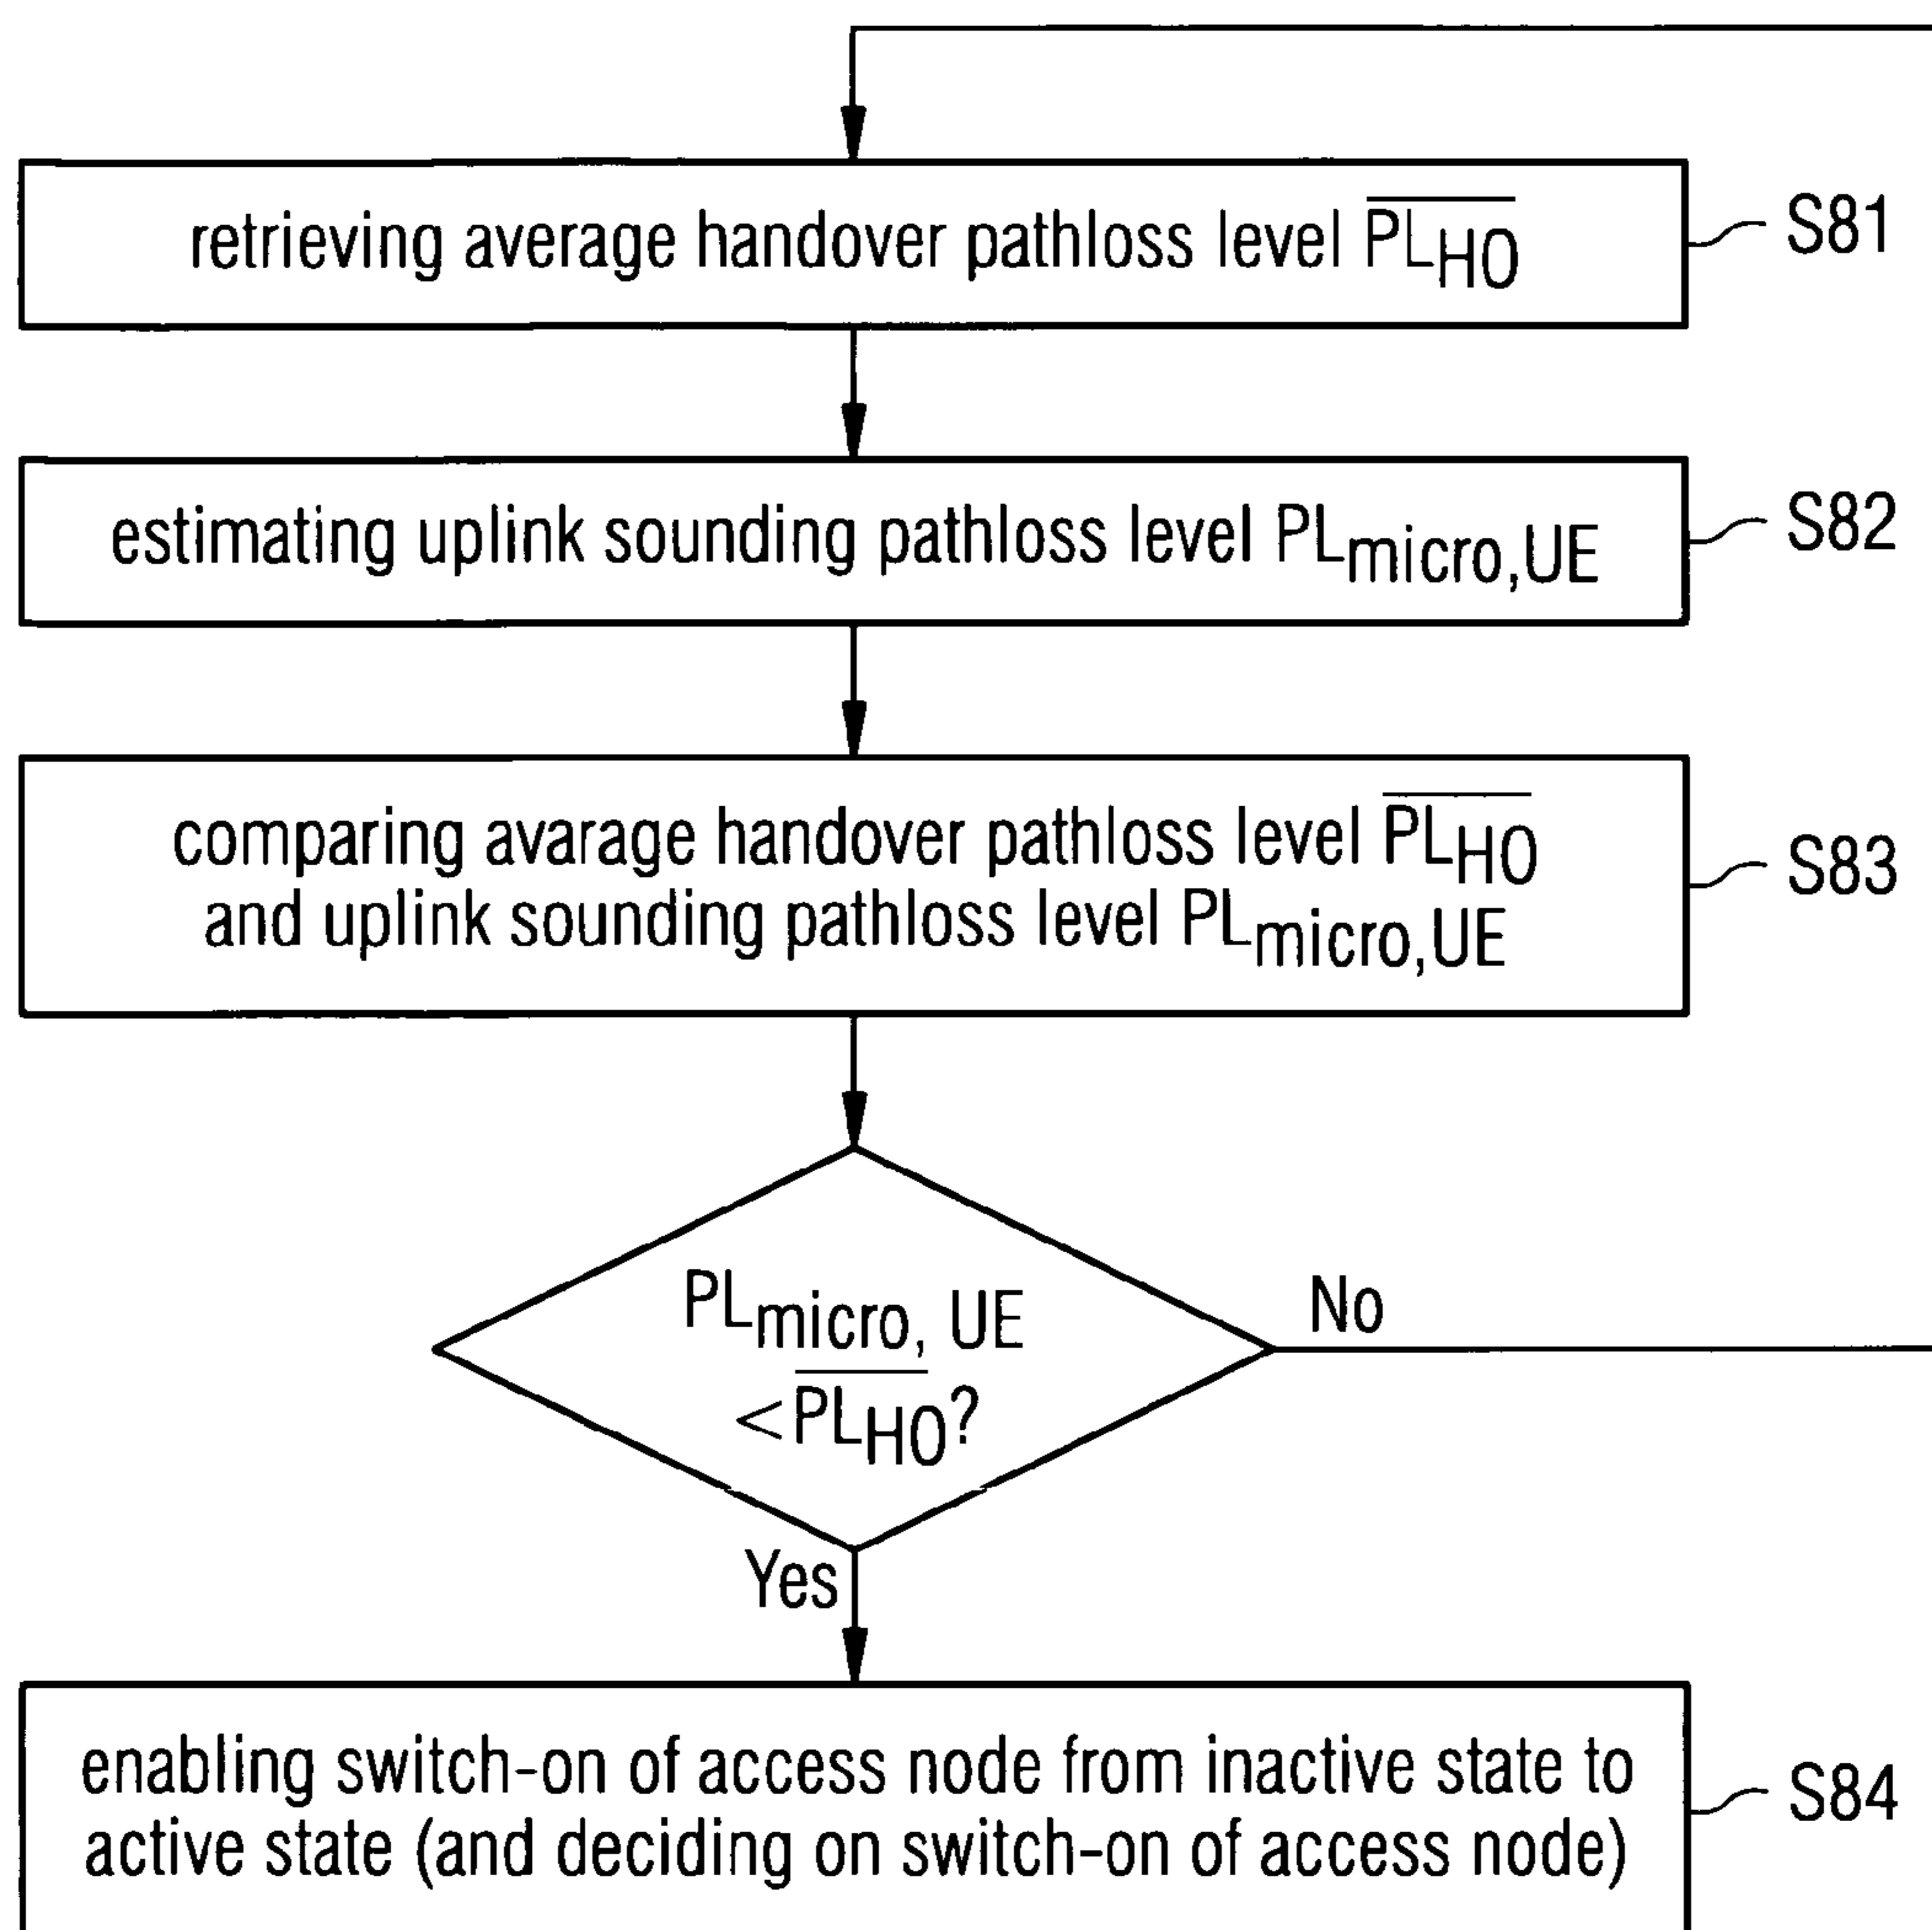 retrieving average handover pathloss level PLHO
S81
estimating uplink sounding pathloss level PLmicro,UE
S82
comparing avarage handover pathloss level PLHO
and uplink sounding pathloss level PLmicro,UE
S83
PLmicro, UE
<PLHO?
No
Yes
enabling switch-on of access node from inactive state to
active state (and deciding on switch-on of access node)
S84